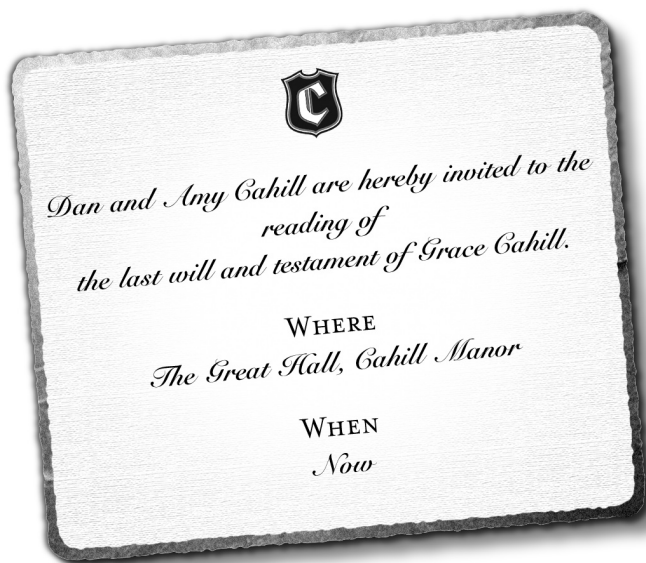 C
Dan and Amy Cahill are hereby invited to the
reading of
the last will and testament of Grace Cahill.
WHERE
The Great Hall, Cahill Manor
WHEN
Now